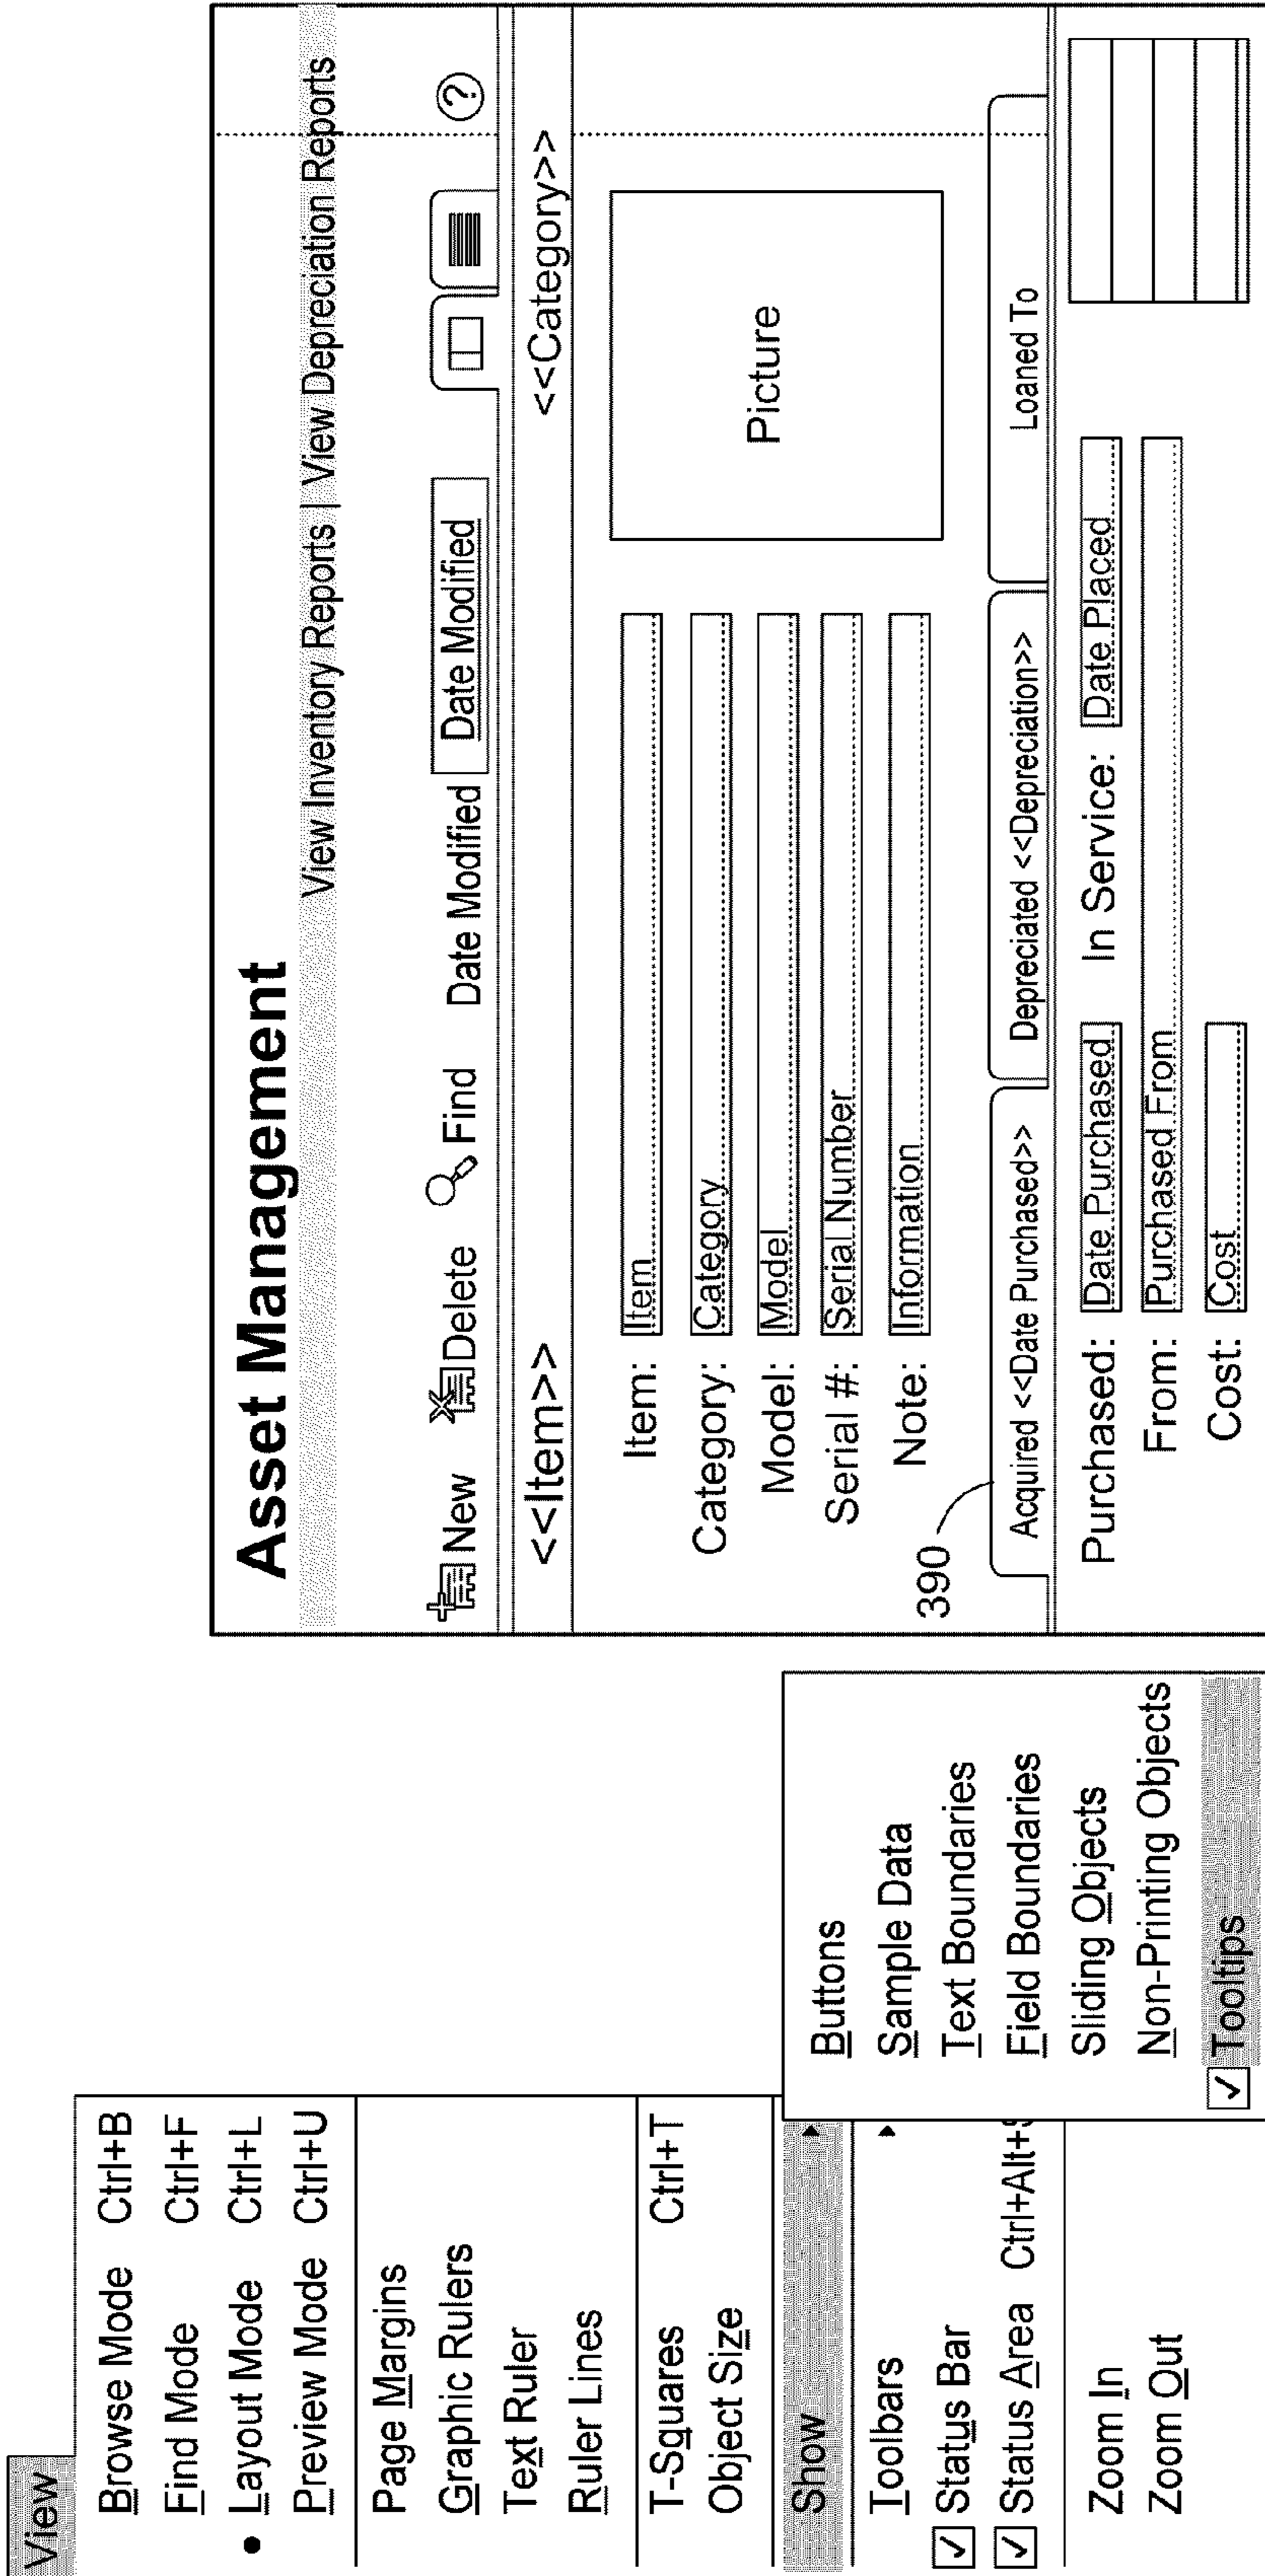 View
Browse Mode Ctrl+B
Find Mode Ctrl+F
• Layout Mode Ctrl+L
Preview Mode Ctrl+U
Page Margins
Graphic Rulers
Text Ruler
Ruler Lines
T-Squares Ctrl+T
Object Size
Show
Toolbars
Status Bar
Status Area Ctrl+Alt+S
Zoom In
Zoom Out
Buttons
Sample Data
Text Boundaries
Field Boundaries
Sliding Objects
Non-Printing Objects
Tooltips
Asset Management
View Inventory Reports | View Depreciation Reports
New Delete Find Date Modified Date Modified ?
<<Item>> <<Category>>
Item: Item
Category: Category
Model: Model
Serial #: Serial Number
Note: Information
Picture
390
Acquired <<Date Purchased>> Depreciated <<Depreciation>> Loaned To
Purchased: Date Purchased In Service: Date Placed
From: Purchased From
Cost: Cost